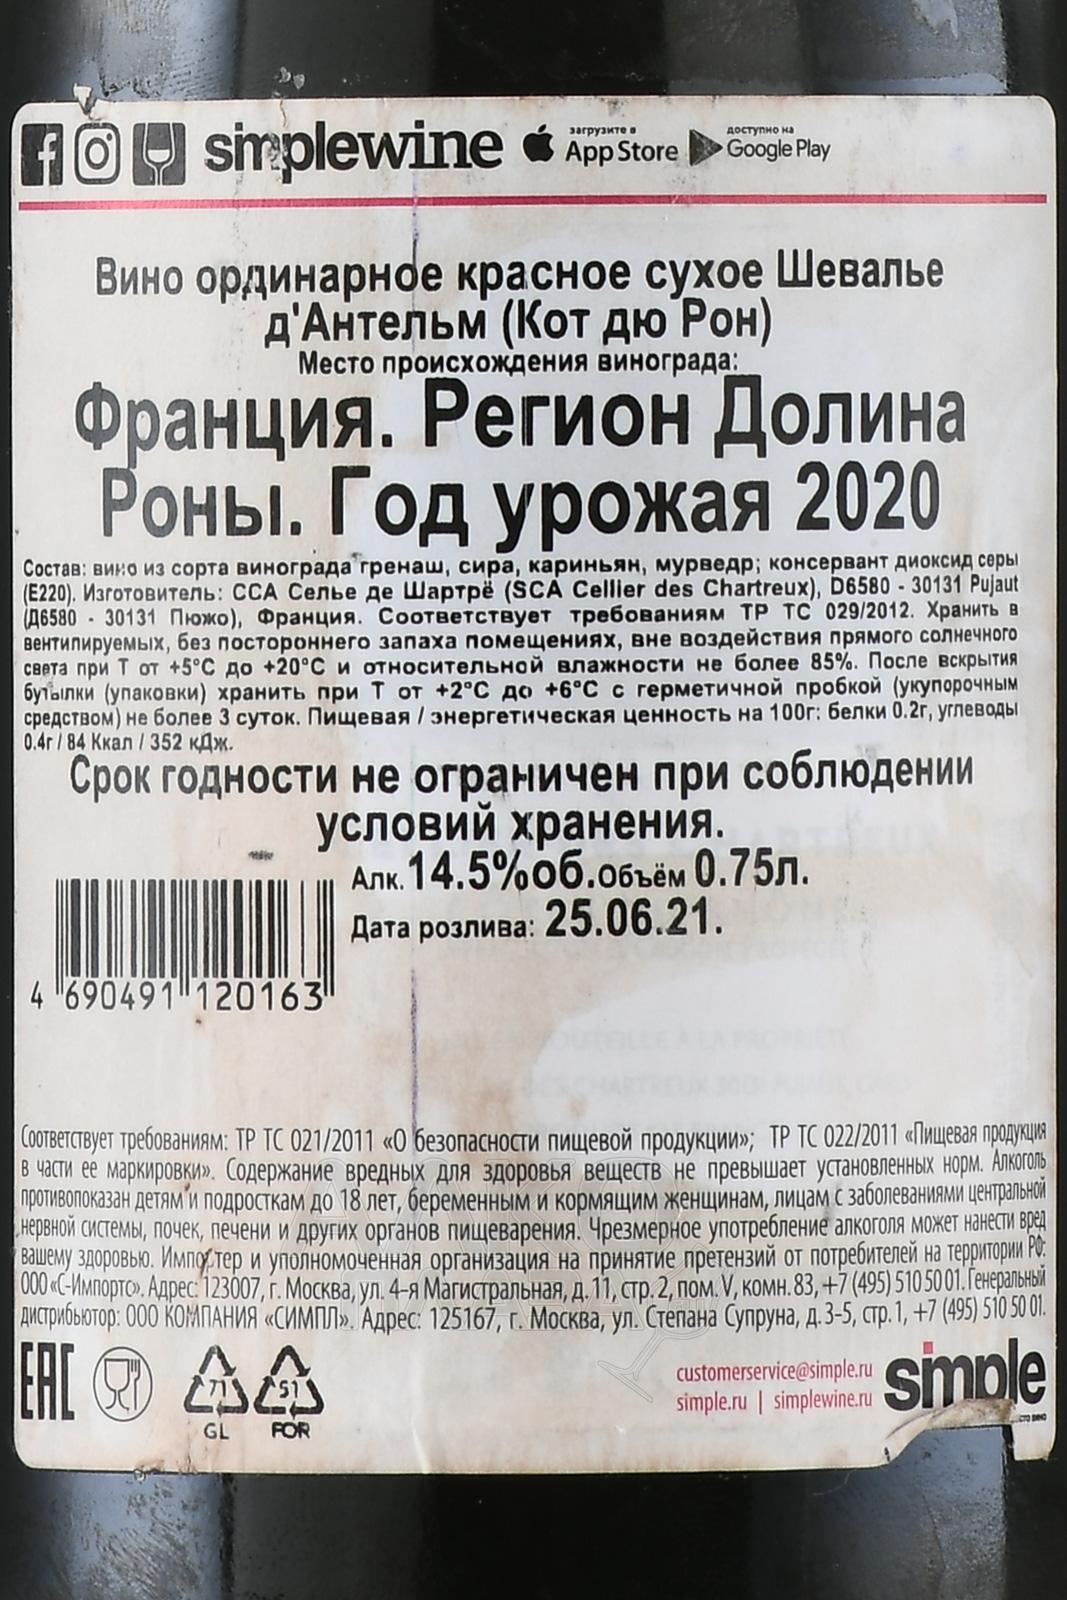 simplewine загрузите в App Store доступно на Google Play
Вино ординарное красное сухое Шевалье
д'Антельм (Кот дю Рон)
Место происхождения винограда:
Франция. Регион Долина
Роны. Год урожая 2020
Состав: вино из сорта винограда гренаш, сира, кариньян, мурведр; консервант диоксид серы
(Е220). Изготовитель: ССА Селье де Шартрё (SCA Cellier des Chartreux), D6580 - 30131 Pujaut
(Д6580 - 30131 Пюжо), Франция. Соответствует требованиям ТР ТС 029/2012. Хранить в
вентилируемых, без постороннего запаха помещениях, вне воздействия прямого солнечного
света при Т от +5°С до +20°С и относительной влажности не более 85%. После вскрытия
бутылки (упаковки) хранить при Т от +2°С до +6°С с герметичной пробкой (укупорочным
средством) не более 3 суток. Пищевая / энергетическая ценность на 100г: белки 0.2г, углеводы
0.4г / 84 Ккал / 352 кДж.
Срок годности не ограничен при соблюдении
условий хранения.
Алк. 14.5%об. Объём 0.75л.
Дата розлива: 25.06.21.
4 690491 120163
Соответствует требованиям: ТР ТС 021/2011 «О безопасности пищевой продукции»; ТР ТС 022/2011 «Пищевая продукция
в части ее маркировки». Содержание вредных для здоровья веществ не превышает установленных норм. Алкоголь
противопоказан детям и подросткам до 18 лет, беременным и кормящим женщинам, лицам с заболеваниями центральной
нервной системы, почек, печени и других органов пищеварения. Чрезмерное употребление алкоголя может нанести вред
вашему здоровью. Импортер и уполномоченная организация на принятие претензий от потребителей на территории РФ:
ООО «С-Импортс». Адрес: 123007, г. Москва, ул. 4-я Магистральная, д. 11, стр. 2, пом. V, комн. 83, +7 (495) 510 50 01. Генеральный
дистрибьютор: ООО КОМПАНИЯ «СИМПЛ». Адрес: 125167, г. Москва, ул. Степана Супруна, д. 3-5, стр. 1, +7 (495) 510 50 01.
EAC 71 GL 51 FOR
customerservice@simple.ru
simple.ru | simplewine.ru
simple